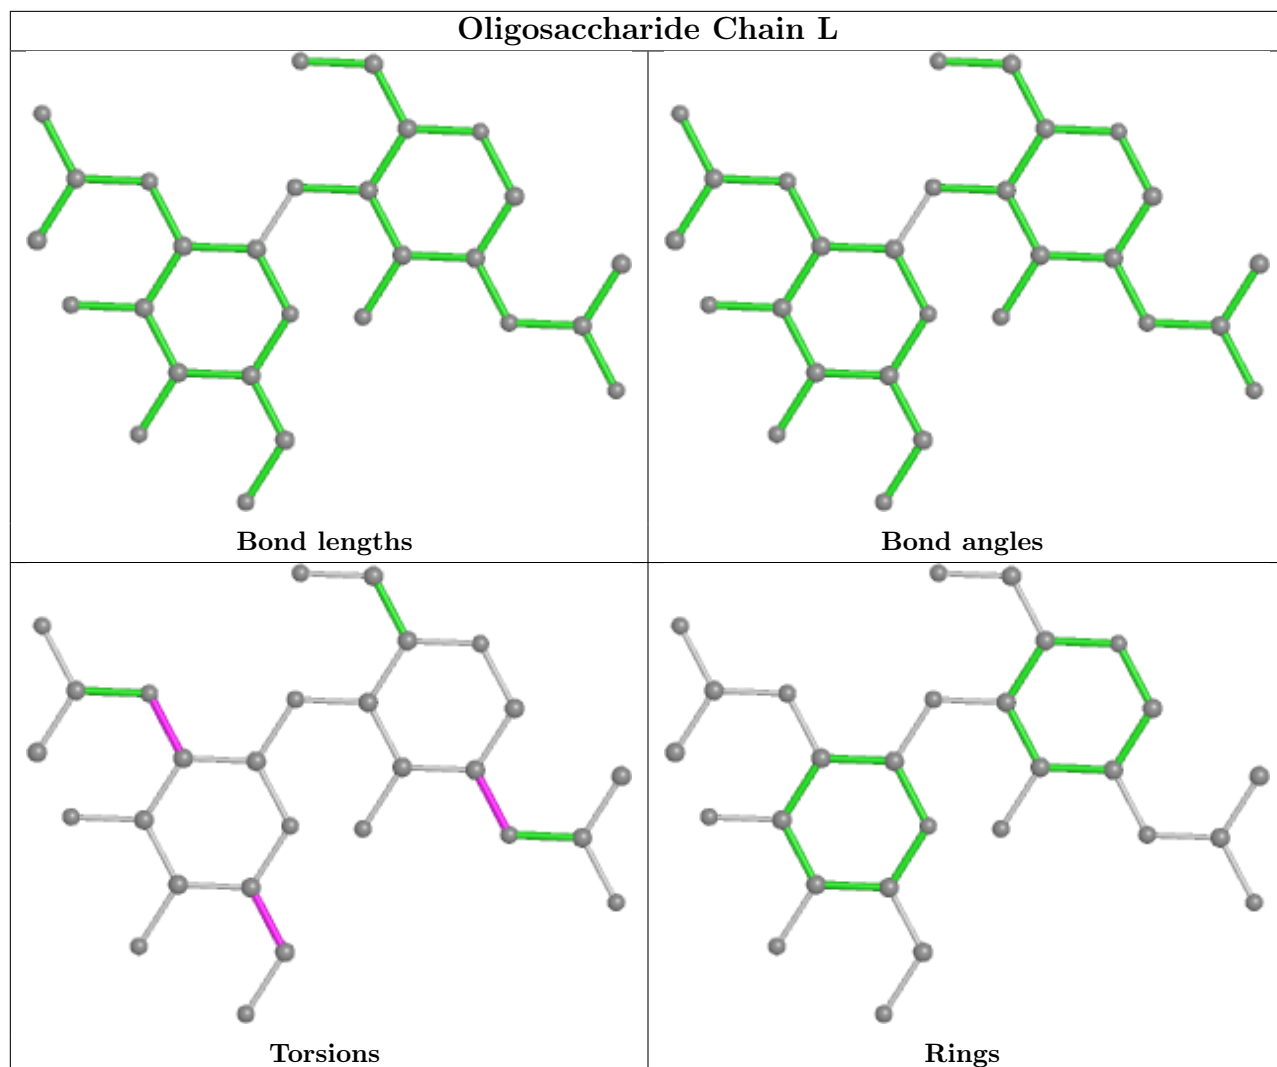 Oligosaccharide Chain L
Bond lengths
Bond angles
Torsions
Rings